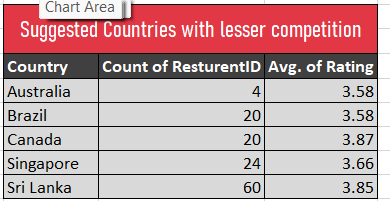 Chart Area
Suggested Countries with lesser competition
Country Count of ResturentID Avg. of Rating
Australia 4 3.58
Brazil 20 3.58
Canada 20 3.87
Singapore 24 3.66
Sri Lanka 60 3.85